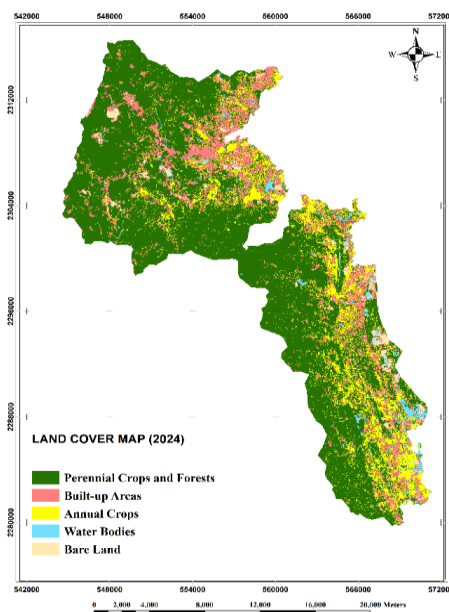 542000 548000 554000 560000 566000 57200
N
W
S
2312000
2304000
2296000
2288000
2280000
LAND COVER MAP (2024)
Perennial Crops and Forests
Built-up Areas
Annual Crops
Water Bodies
Bare Land
542000 548000 554000 560000 566000 57200
0 2,000 4,000 8,000 12,000 16,000 20,000 Meters